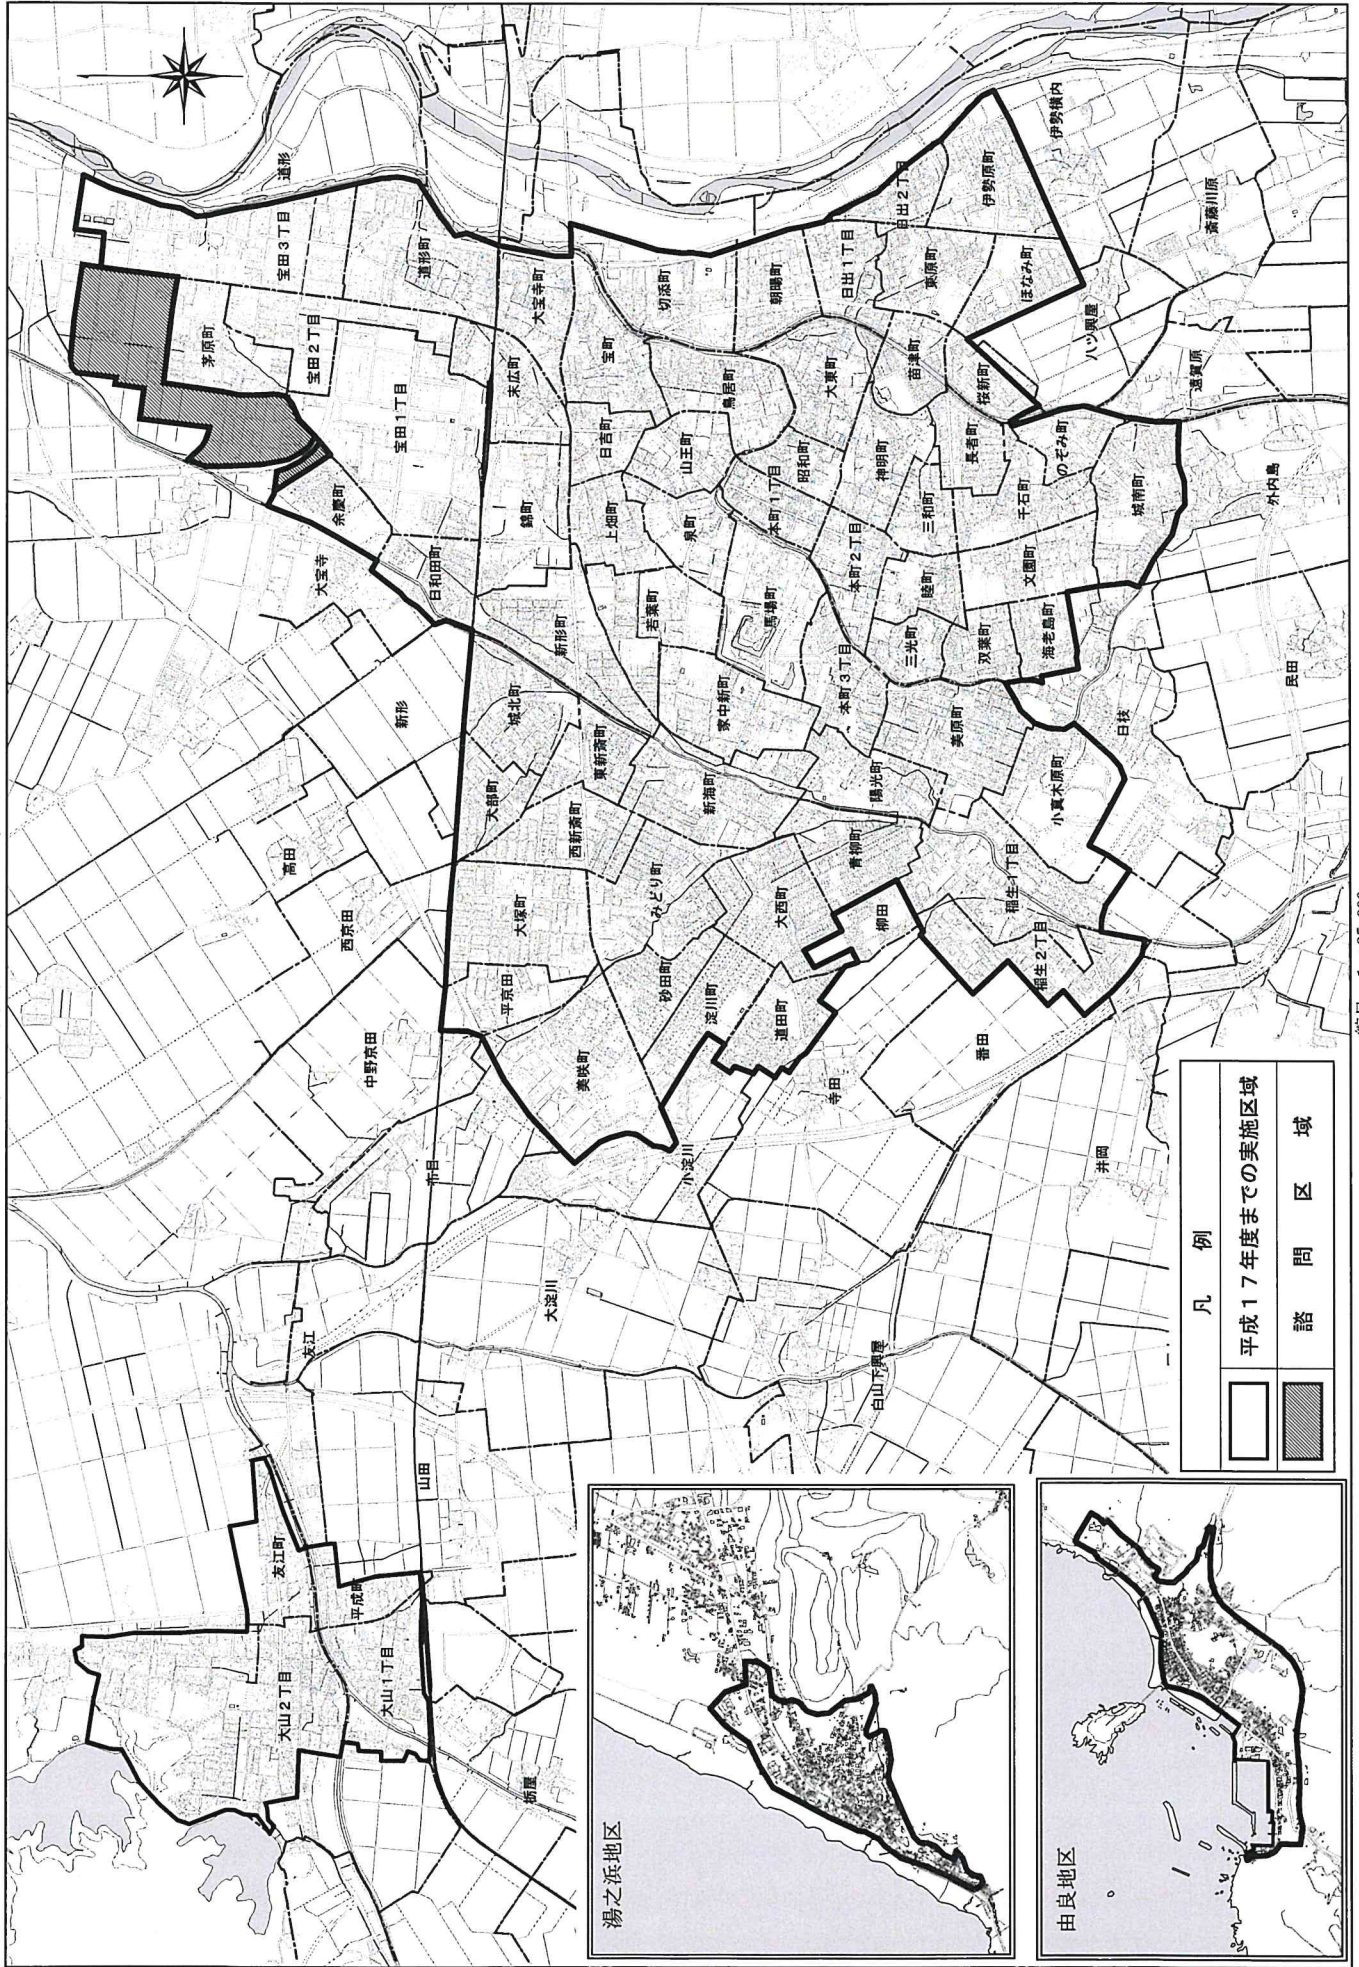 道形
宝田3丁目
道形町
茅原町
宝田2丁目
宝田1丁目
余慶町
大宝寺
日和田町
大宝寺町
末広町
錦町
切添町
宝町
日吉町
上畑町
鳥居町
山王町
泉町
朝暘町
日出1丁目
日出2丁目
伊勢原町
伊勢横内
東原町
ほなみ町
斎藤川原
八ツ興屋
遠賀原
大東町
苗津町
桜新町
昭和町
神明町
長者町
のぞみ町
本町1丁目
本町2丁目
三和町
千石町
城南町
外内島
睦町
文園町
馬場町
若葉町
新形町
新形
城北町
家中新町
本町3丁目
三光町
双葉町
海老島町
民田
日枝
美原町
小真木原町
陽光町
大部町
東新斎町
西新斎町
新海町
高田
西京田
大塚町
みどり町
大西町
青柳町
稲生1丁目
稲生2丁目
柳田
平京田
砂田町
淀川町
道田町
美咲町
中野京田
布目
小淀川
寺田
番田
井岡
大淀川
友江
白山下興屋
山田
友江町
平成町
大山2丁目
大山1丁目
栃屋
湯之浜地区
由良地区
凡例
平成17年度までの実施区域
諮問区域